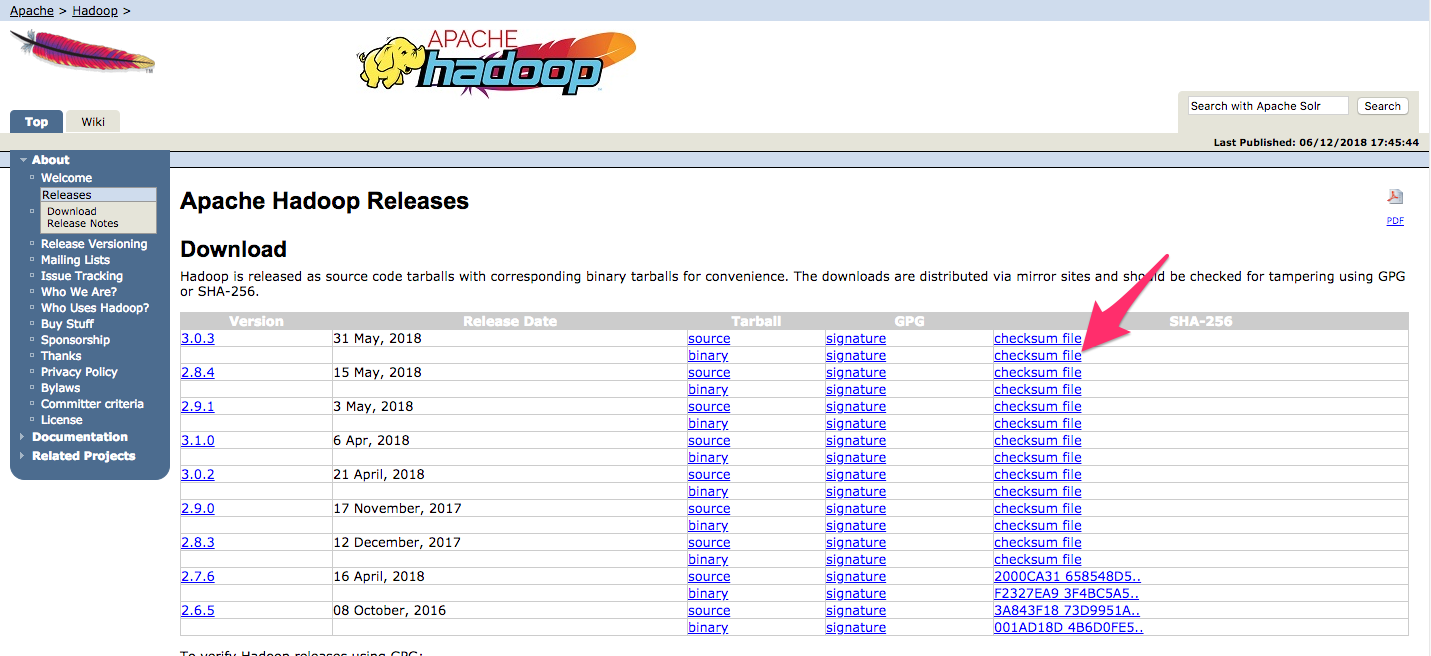 Apache > Hadoop >
APACHE
hadoop
TM
Top
Wiki
Search with Apache Solr
Search
Last Published: 06/12/2018 17:45:44
About
Welcome
Releases
Download
Release Notes
Release Versioning
Mailing Lists
Issue Tracking
Who We Are?
Who Uses Hadoop?
Buy Stuff
Sponsorship
Thanks
Privacy Policy
Bylaws
Committer criteria
License
Documentation
Related Projects
Apache Hadoop Releases
PDF
Download
Hadoop is released as source code tarballs with corresponding binary tarballs for convenience. The downloads are distributed via mirror sites and should be checked for tampering using GPG
or SHA-256.
Version Release Date Tarball GPG SHA-256
3.0.3 31 May, 2018 source signature checksum file
binary signature checksum file
2.8.4 15 May, 2018 source signature checksum file
binary signature checksum file
2.9.1 3 May, 2018 source signature checksum file
binary signature checksum file
3.1.0 6 Apr, 2018 source signature checksum file
binary signature checksum file
3.0.2 21 April, 2018 source signature checksum file
binary signature checksum file
2.9.0 17 November, 2017 source signature checksum file
binary signature checksum file
2.8.3 12 December, 2017 source signature checksum file
binary signature checksum file
2.7.6 16 April, 2018 source signature 2000CA31 658548D5..
binary signature F2327EA9 3F4BC5A5..
2.6.5 08 October, 2016 source signature 3A843F18 73D9951A..
binary signature 001AD18D 4B6D0FE5..
To verify Hadoop releases using GPG: